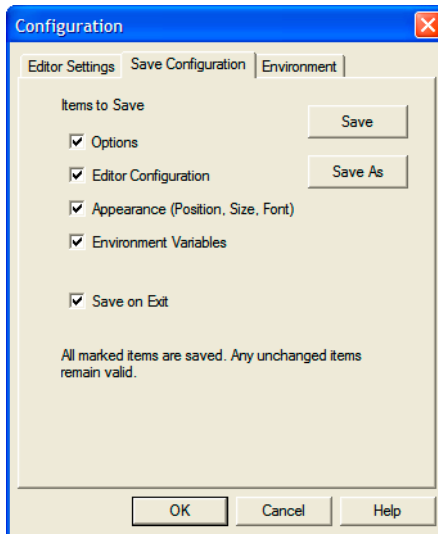 Configuration
Editor Settings
Save Configuration
Environment
Items to Save
Save
Options
Editor Configuration
Save As
Appearance (Position, Size, Font)
Environment Variables
Save on Exit
All marked items are saved. Any unchanged items
remain valid.
OK
Cancel
Help